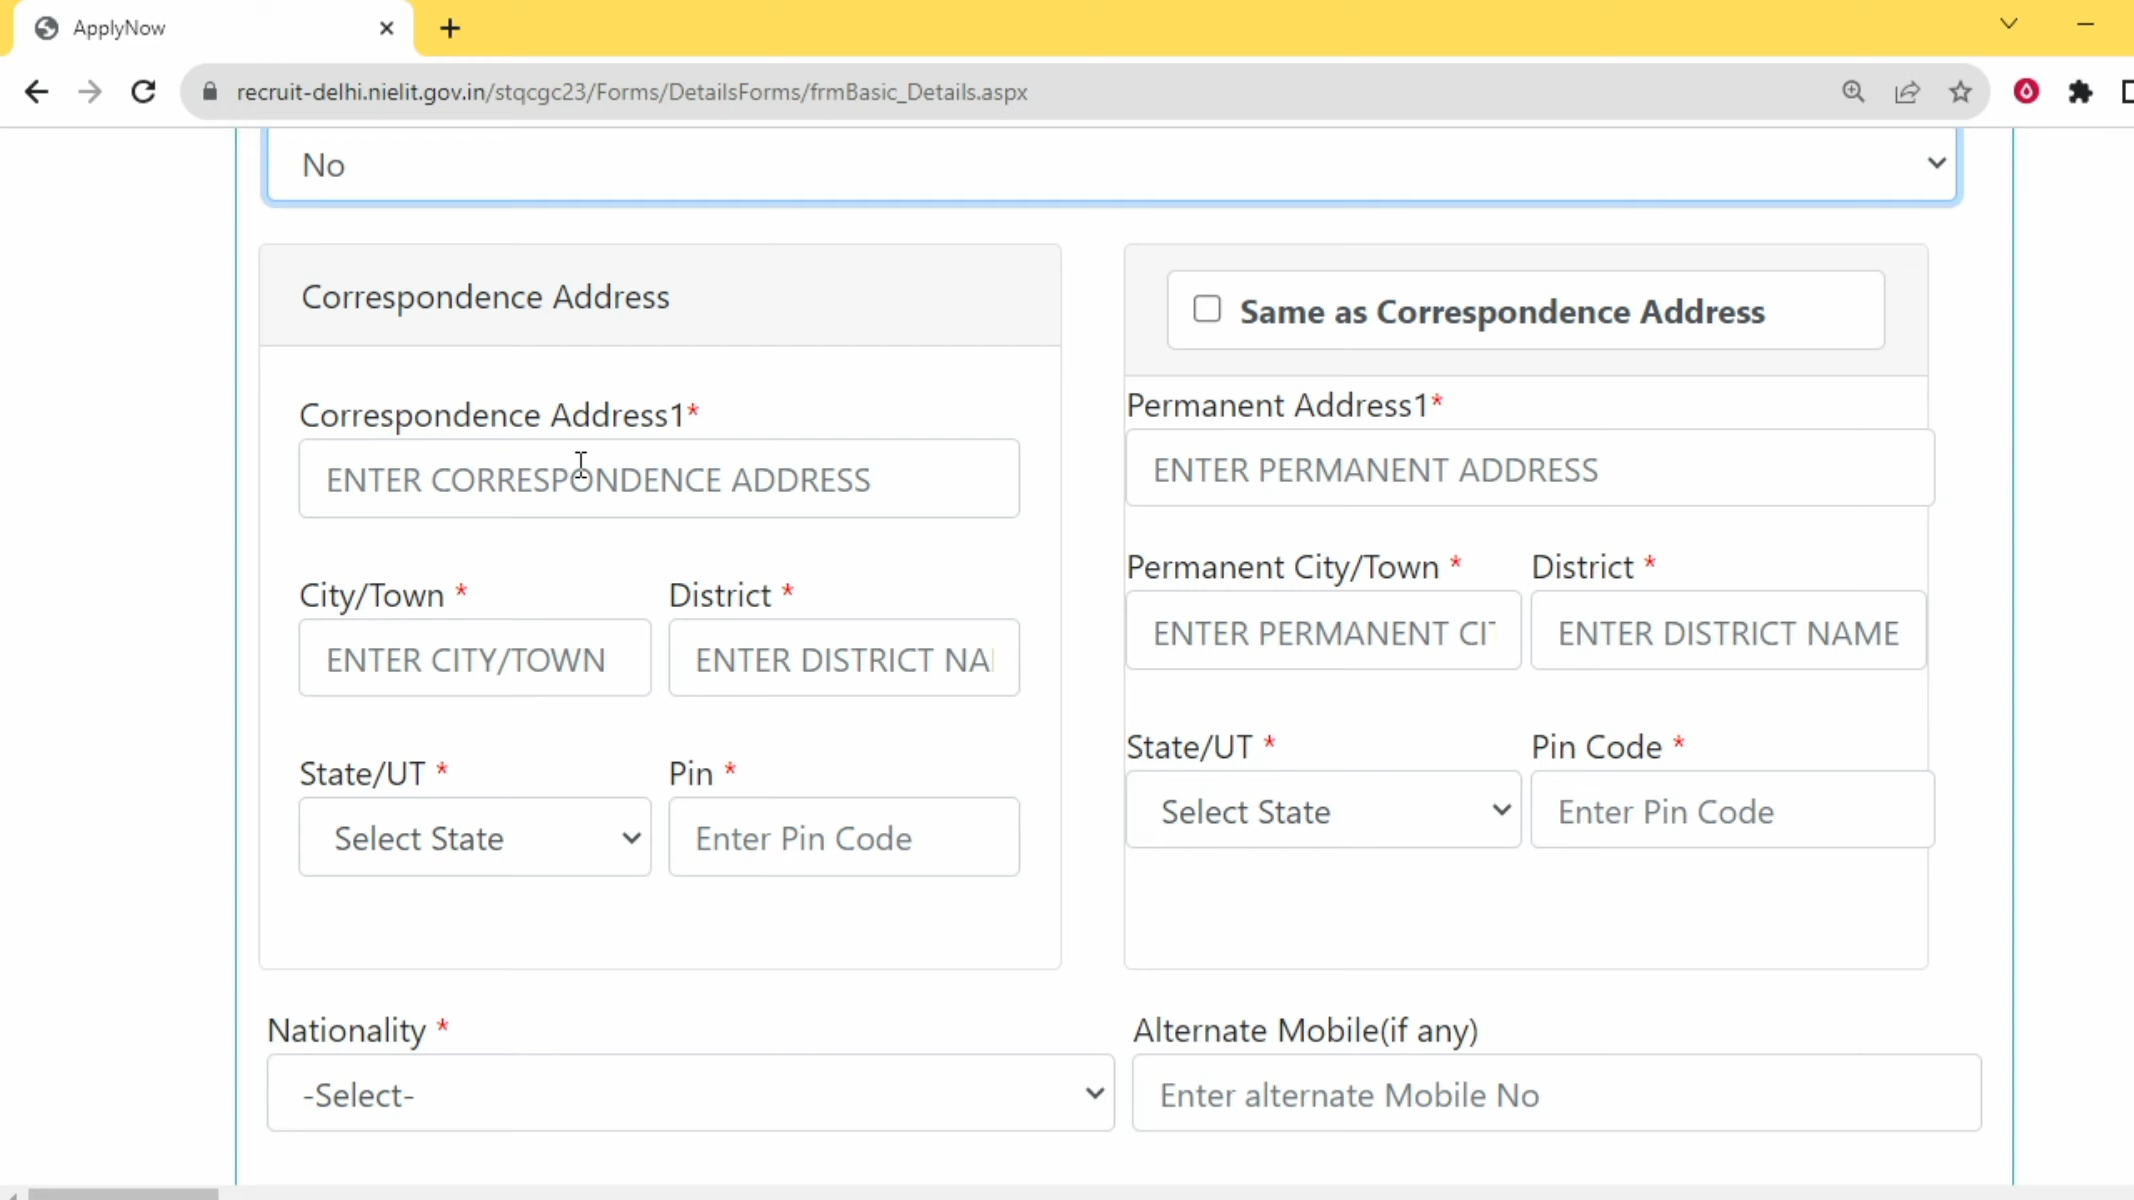 ApplyNow
recruit-delhi.nielit.gov.in/stqcgc23/Forms/DetailsForms/frmBasic_Details.aspx
No
Correspondence Address
Correspondence Address1*
ENTER CORRESPONDENCE ADDRESS
City/Town * District *
ENTER CITY/TOWN ENTER DISTRICT NA
State/UT * Pin *
Select State Enter Pin Code
Same as Correspondence Address
Permanent Address1*
ENTER PERMANENT ADDRESS
Permanent City/Town * District *
ENTER PERMANENT CIT ENTER DISTRICT NAME
State/UT * Pin Code *
Select State Enter Pin Code
Nationality * Alternate Mobile(if any)
-Select- Enter alternate Mobile No